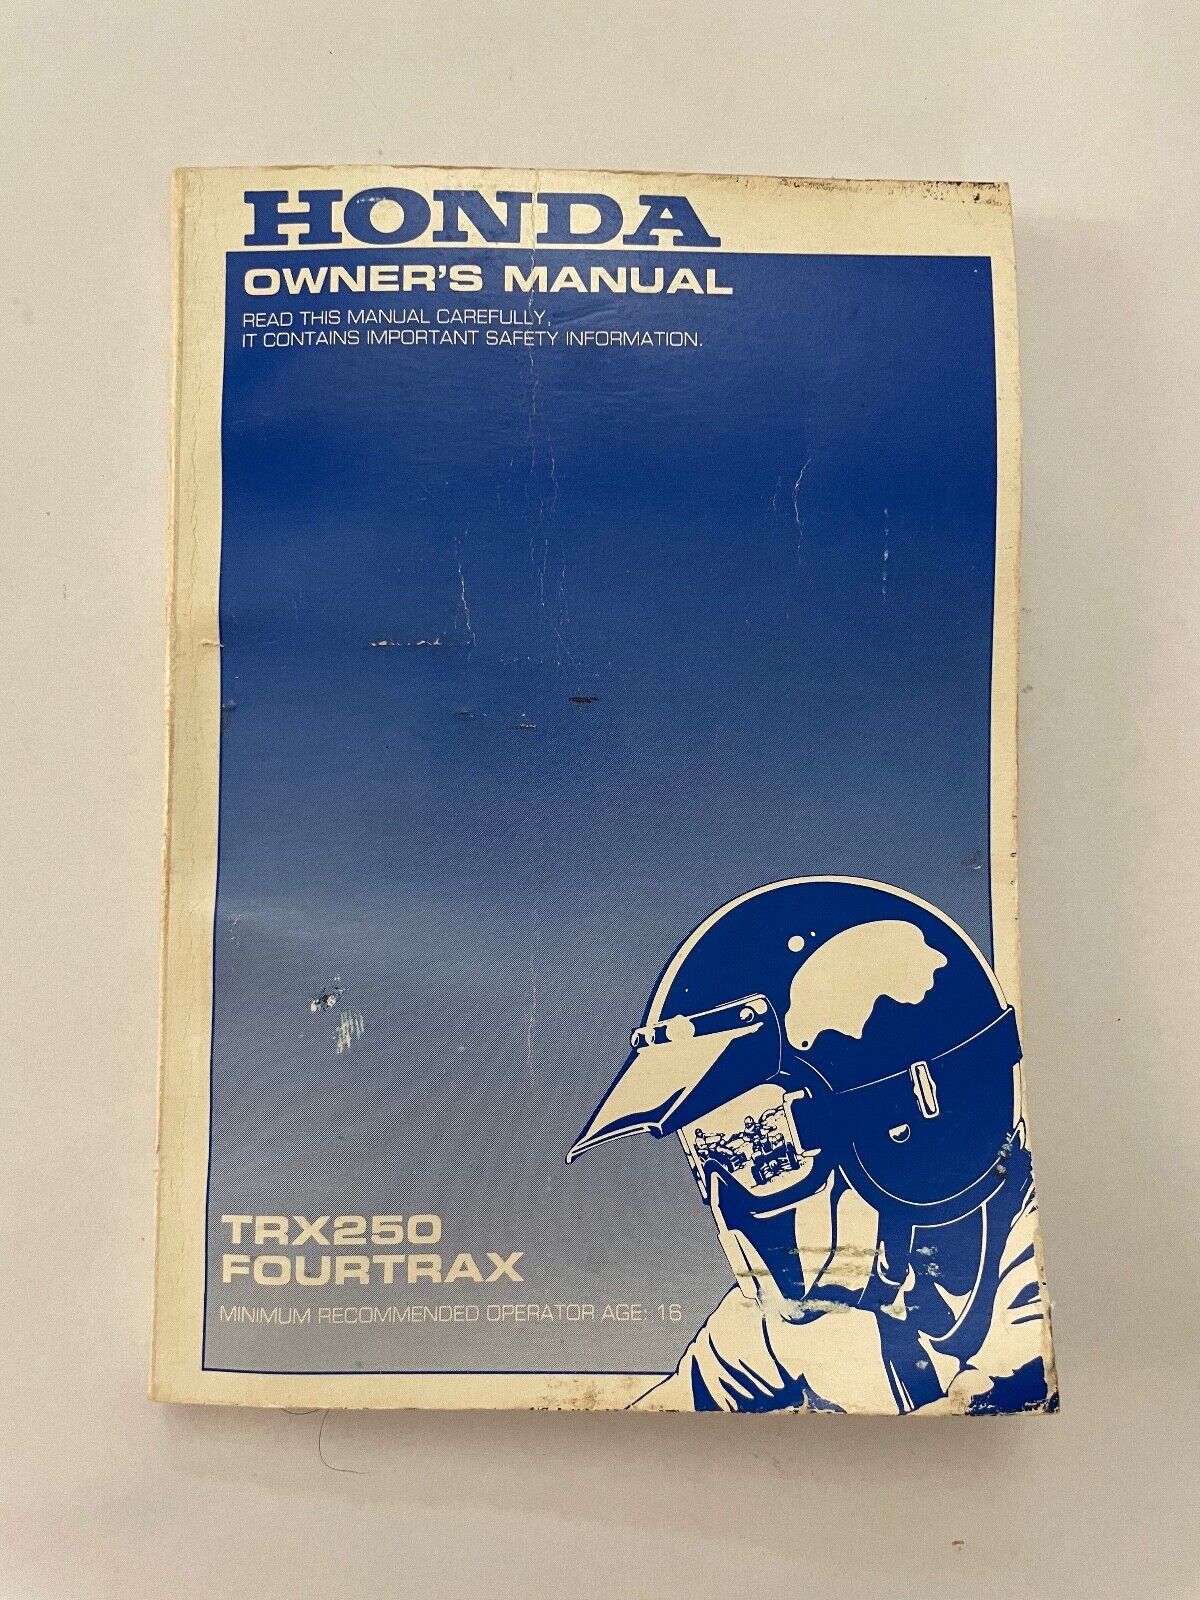 HONDA
OWNER'S MANUAL
READ THIS MANUAL CAREFULLY,
IT CONTAINS IMPORTANT SAFETY INFORMATION.
TRX250
FOURTRAX
MINIMUM RECOMMENDED OPERATOR AGE: 16